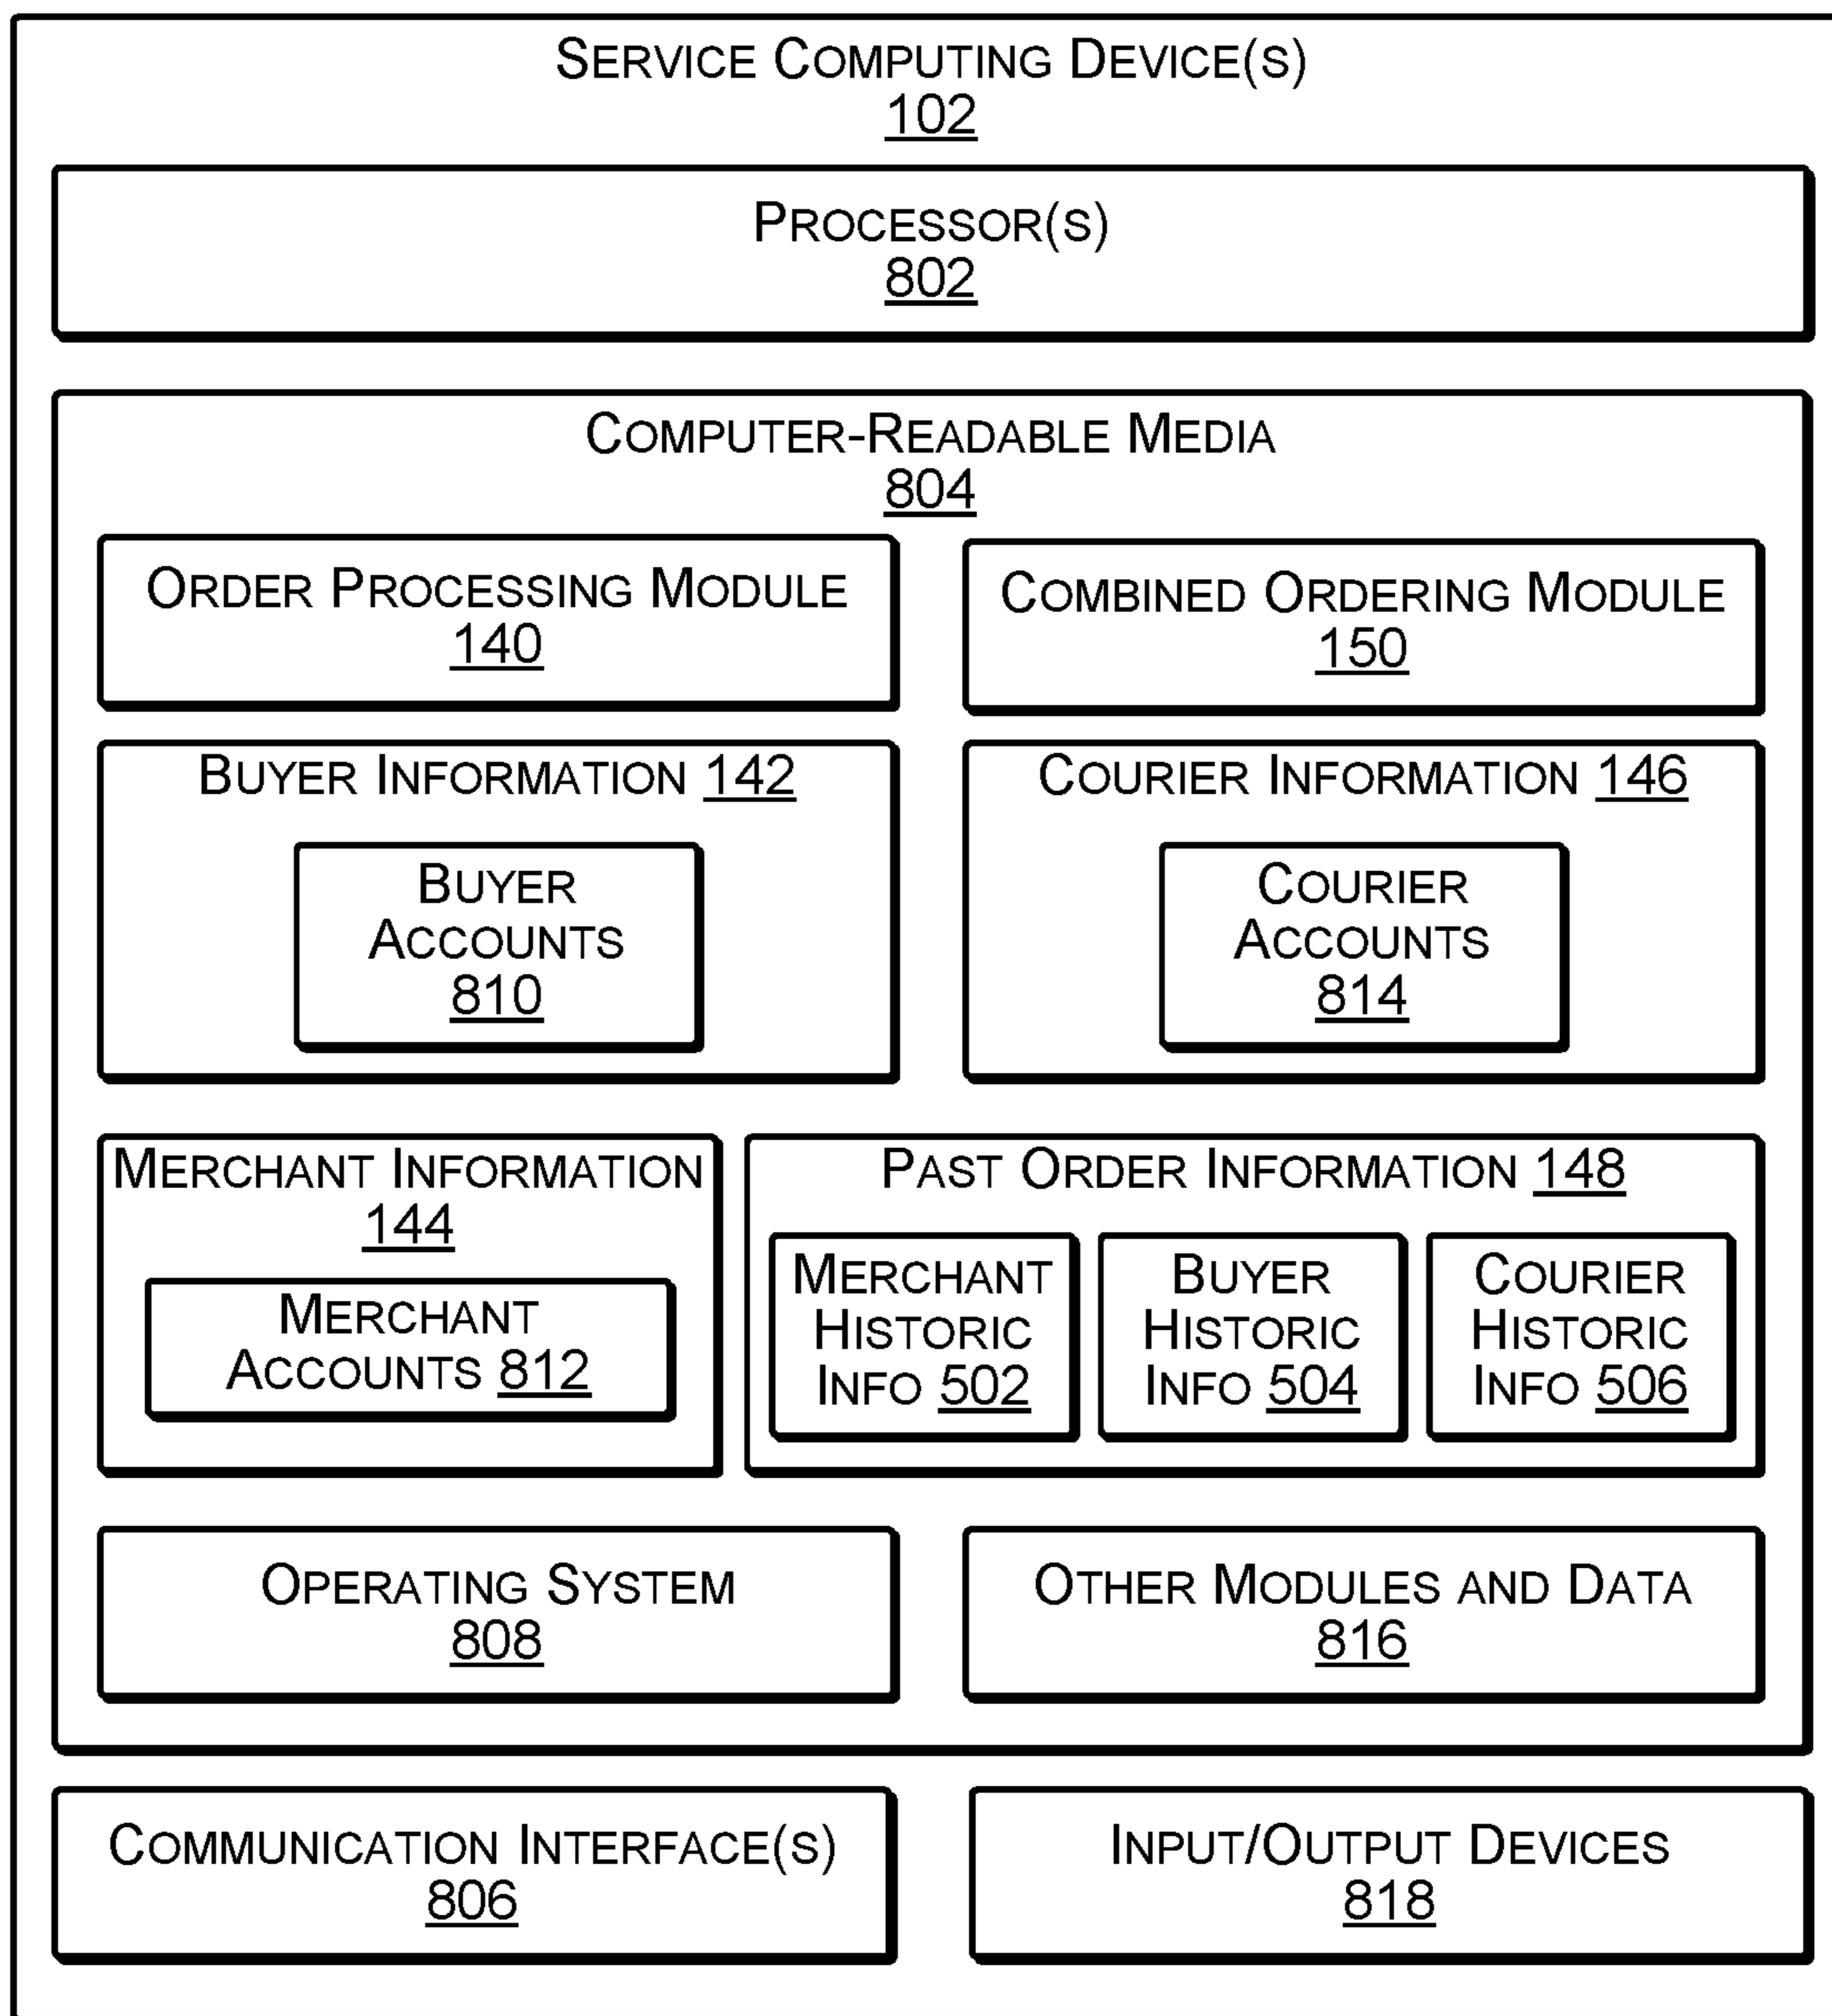 SERVICE COMPUTING DEVICE(S)
102
PROCESSOR(S)
802
COMPUTER-READABLE MEDIA
804
ORDER PROCESSING MODULE
140
COMBINED ORDERING MODULE
150
BUYER INFORMATION 142
BUYER
ACCOUNTS
810
COURIER INFORMATION 146
COURIER
ACCOUNTS
814
MERCHANT INFORMATION
144
MERCHANT
ACCOUNTS 812
PAST ORDER INFORMATION 148
MERCHANT
HISTORIC
INFO 502
BUYER
HISTORIC
INFO 504
COURIER
HISTORIC
INFO 506
OPERATING SYSTEM
808
OTHER MODULES AND DATA
816
COMMUNICATION INTERFACE(S)
806
INPUT/OUTPUT DEVICES
818